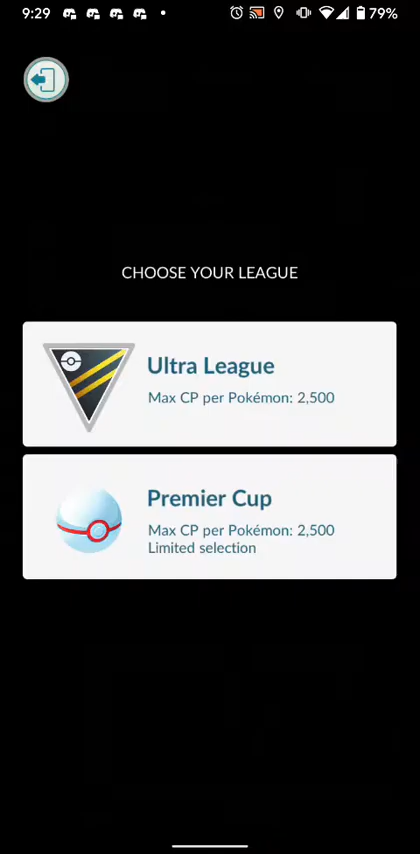 9:29 79%
CHOOSE YOUR LEAGUE
Ultra League
Max CP per Pokémon: 2,500
Premier Cup
Max CP per Pokémon: 2,500
Limited selection